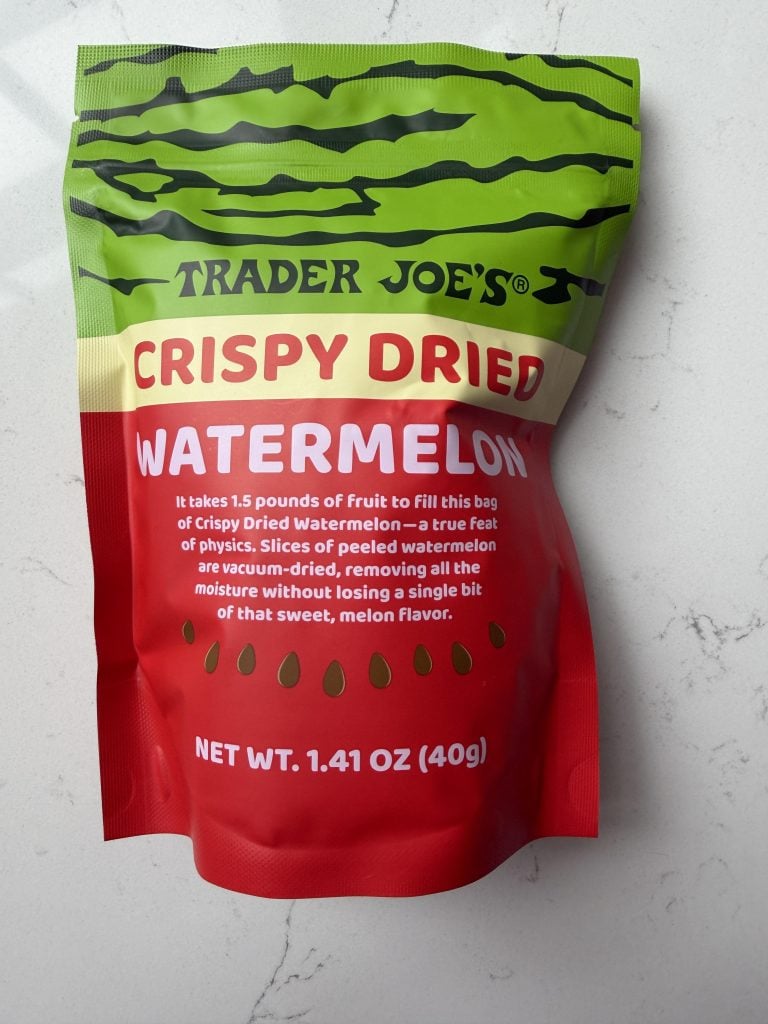 TRADER JOE'S®
CRISPY DRIED
WATERMELON
It takes 1.5 pounds of fruit to fill this bag
of Crispy Dried Watermelon—a true feat
of physics. Slices of peeled watermelon
are vacuum-dried, removing all the
moisture without losing a single bit
of that sweet, melon flavor.
NET WT. 1.41 OZ (40g)